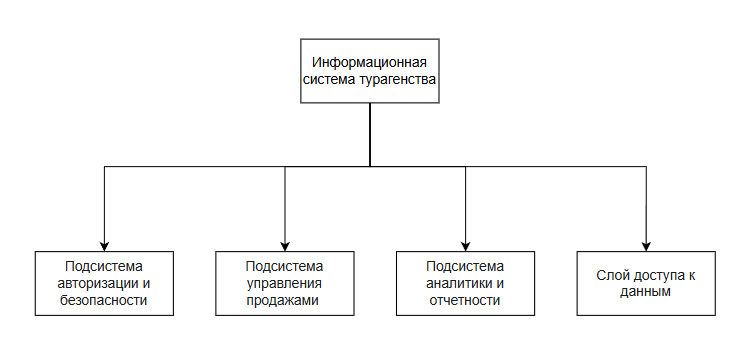 Информационная
система турагенства
Подсистема
авторизации и
безопасности
Подсистема
управления
продажами
Подсистема
аналитики и
отчетности
Слой доступа к
данным